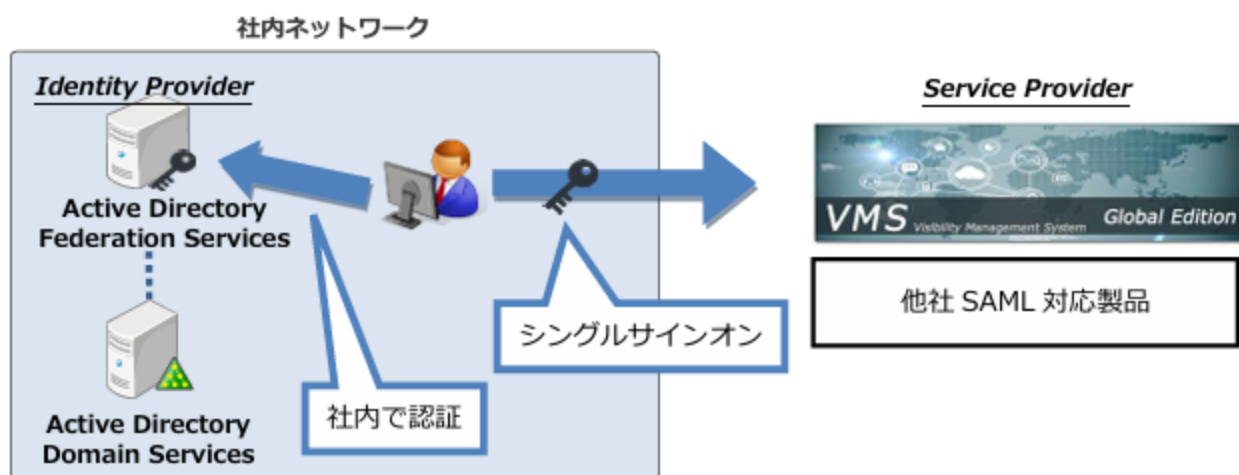 社内ネットワーク
Identity Provider
Active Directory
Federation Services
Active Directory
Domain Services
社内で認証
シングルサインオン
Service Provider
VMS Visibility Management System Global Edition
他社 SAML 対応製品